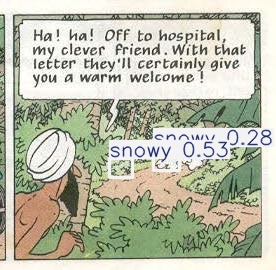 Ha! ha! Off to hospital,
my clever friend. With that
letter they'll certainly give
you a warm welcome!
snowy 0.28
snowy 0.53